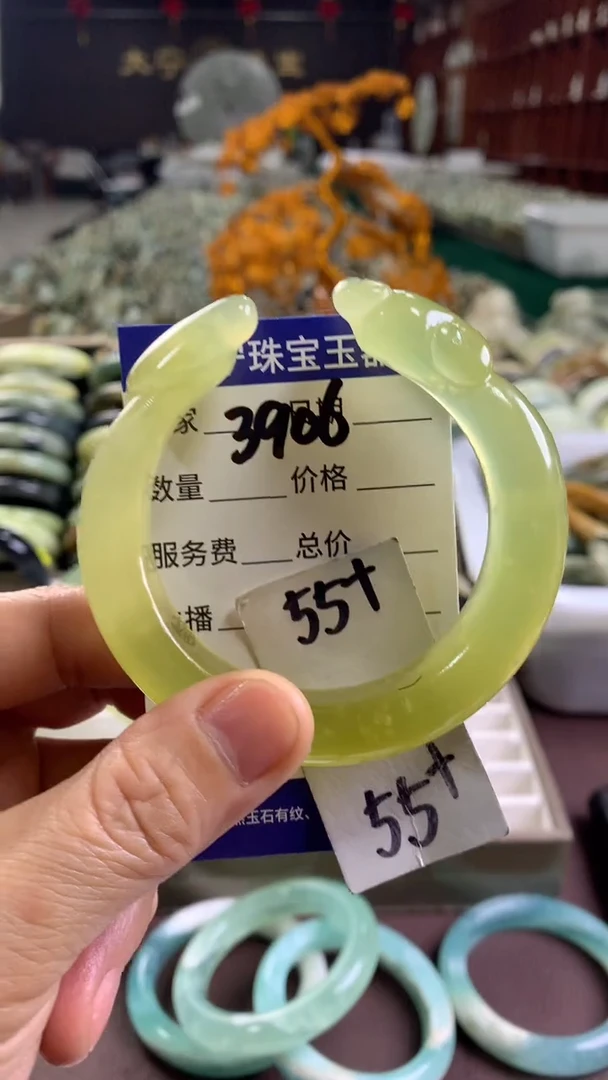 珠宝玉器
家 日期
3906
数量 价格
服务费 总价
播
55+
55+
玉石有纹、